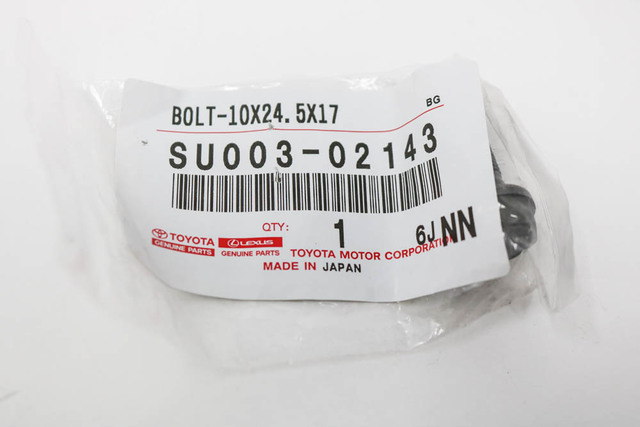 BG
BOLT-10X24.5X17
SU003-02143
QTY: 1 6J NN
TOYOTA LEXUS
GENUINE PARTS GENUINE PARTS TOYOTA MOTOR CORPORATION
MADE IN JAPAN